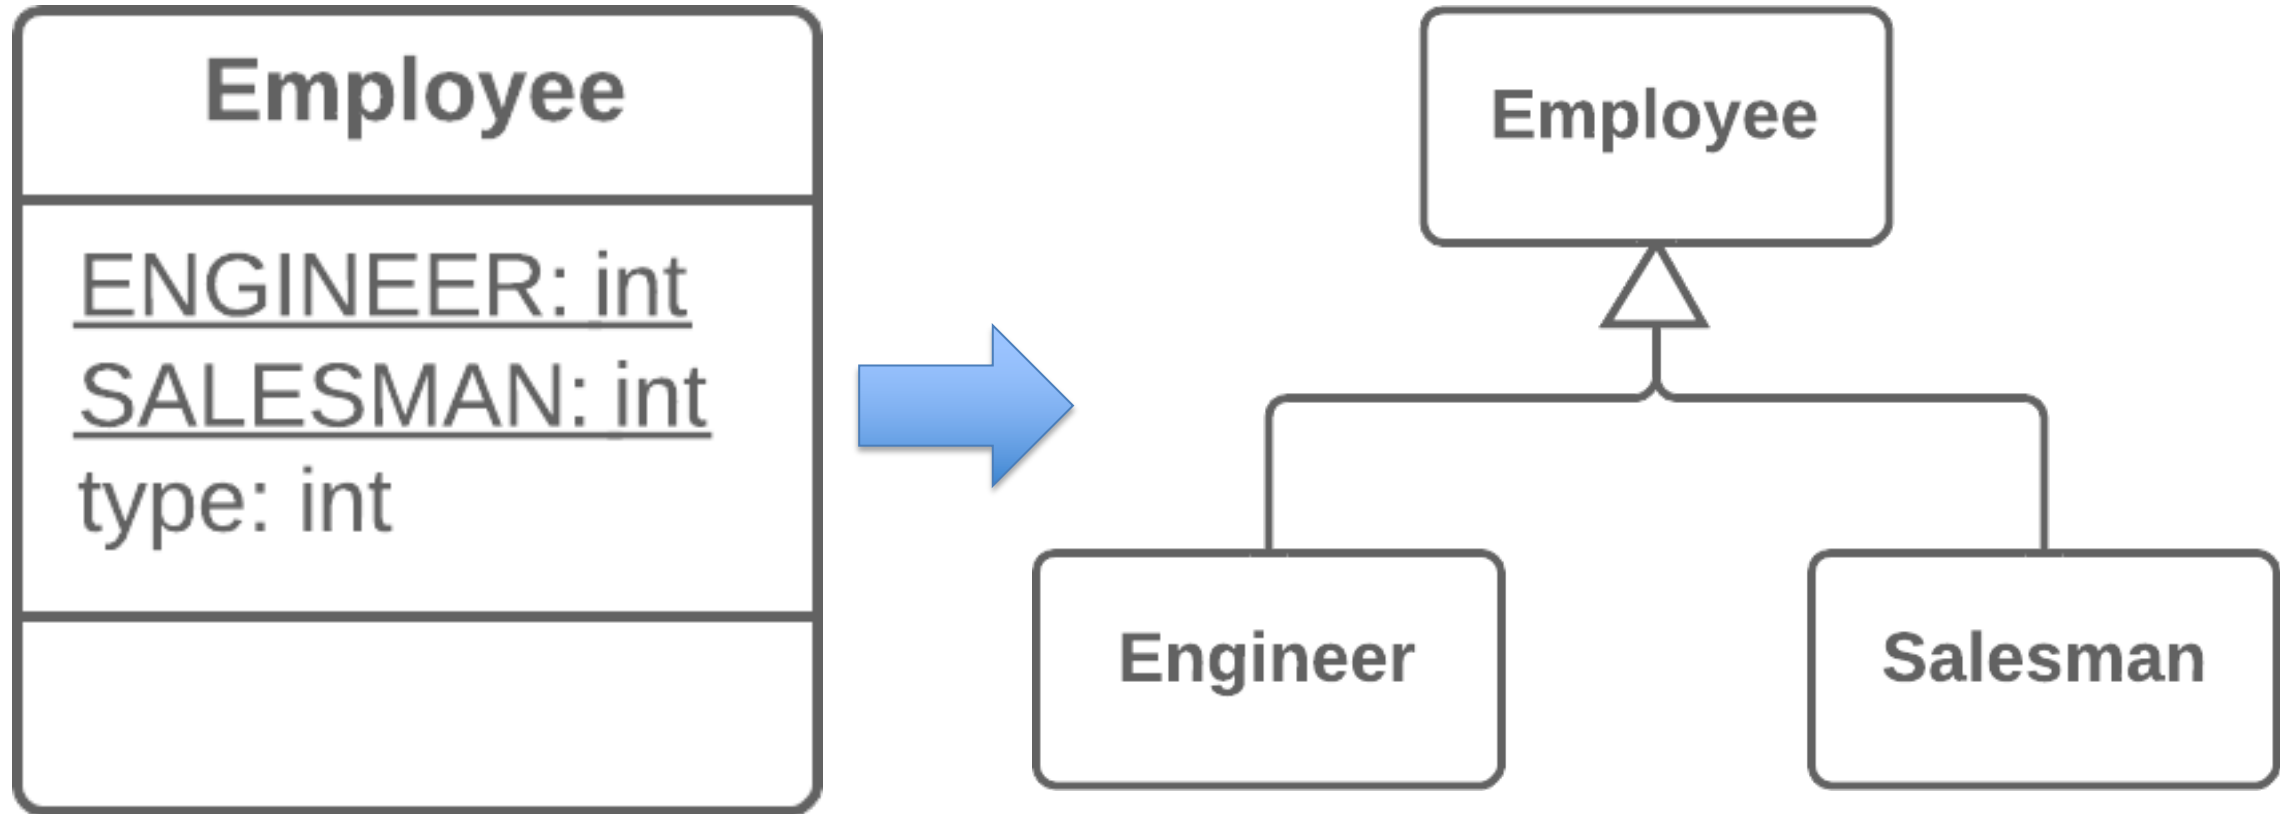 Employee
ENGINEER: int
SALESMAN: int
type: int
Employee
Engineer
Salesman